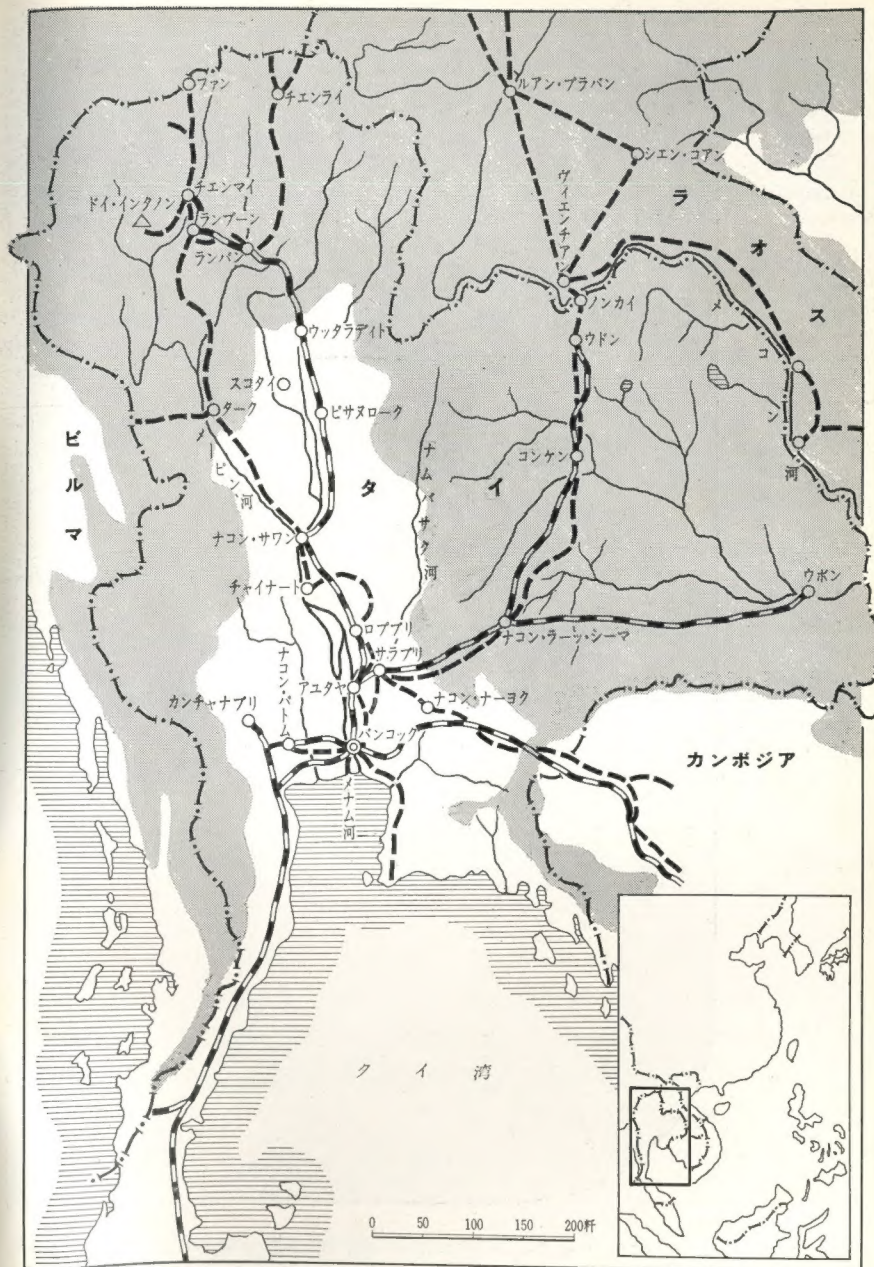 ファン
チエンライ
ルアン・プラバン
シエン・コアン
チエンマイ
ドイ・インタノン
ランプーン
ランパン
ヴィエンチアン
ラオス
ノンカイ
ウッタラディト
ウドン
メコン河
スコタイ
ターク
ピサヌローク
ビルマ
メピン河
タイ
ナムパサク河
コンケン
ナコン・サワン
チャイナート
ウボン
ロブブリ
ナコン・ラーッ・シーマ
サラブリ
ナコン・パトム
アユタヤ
カンチャナブリ
ナコン・ナーヨク
バンコック
カンボジア
メナム河
クイ湾
0 50 100 150 200粁